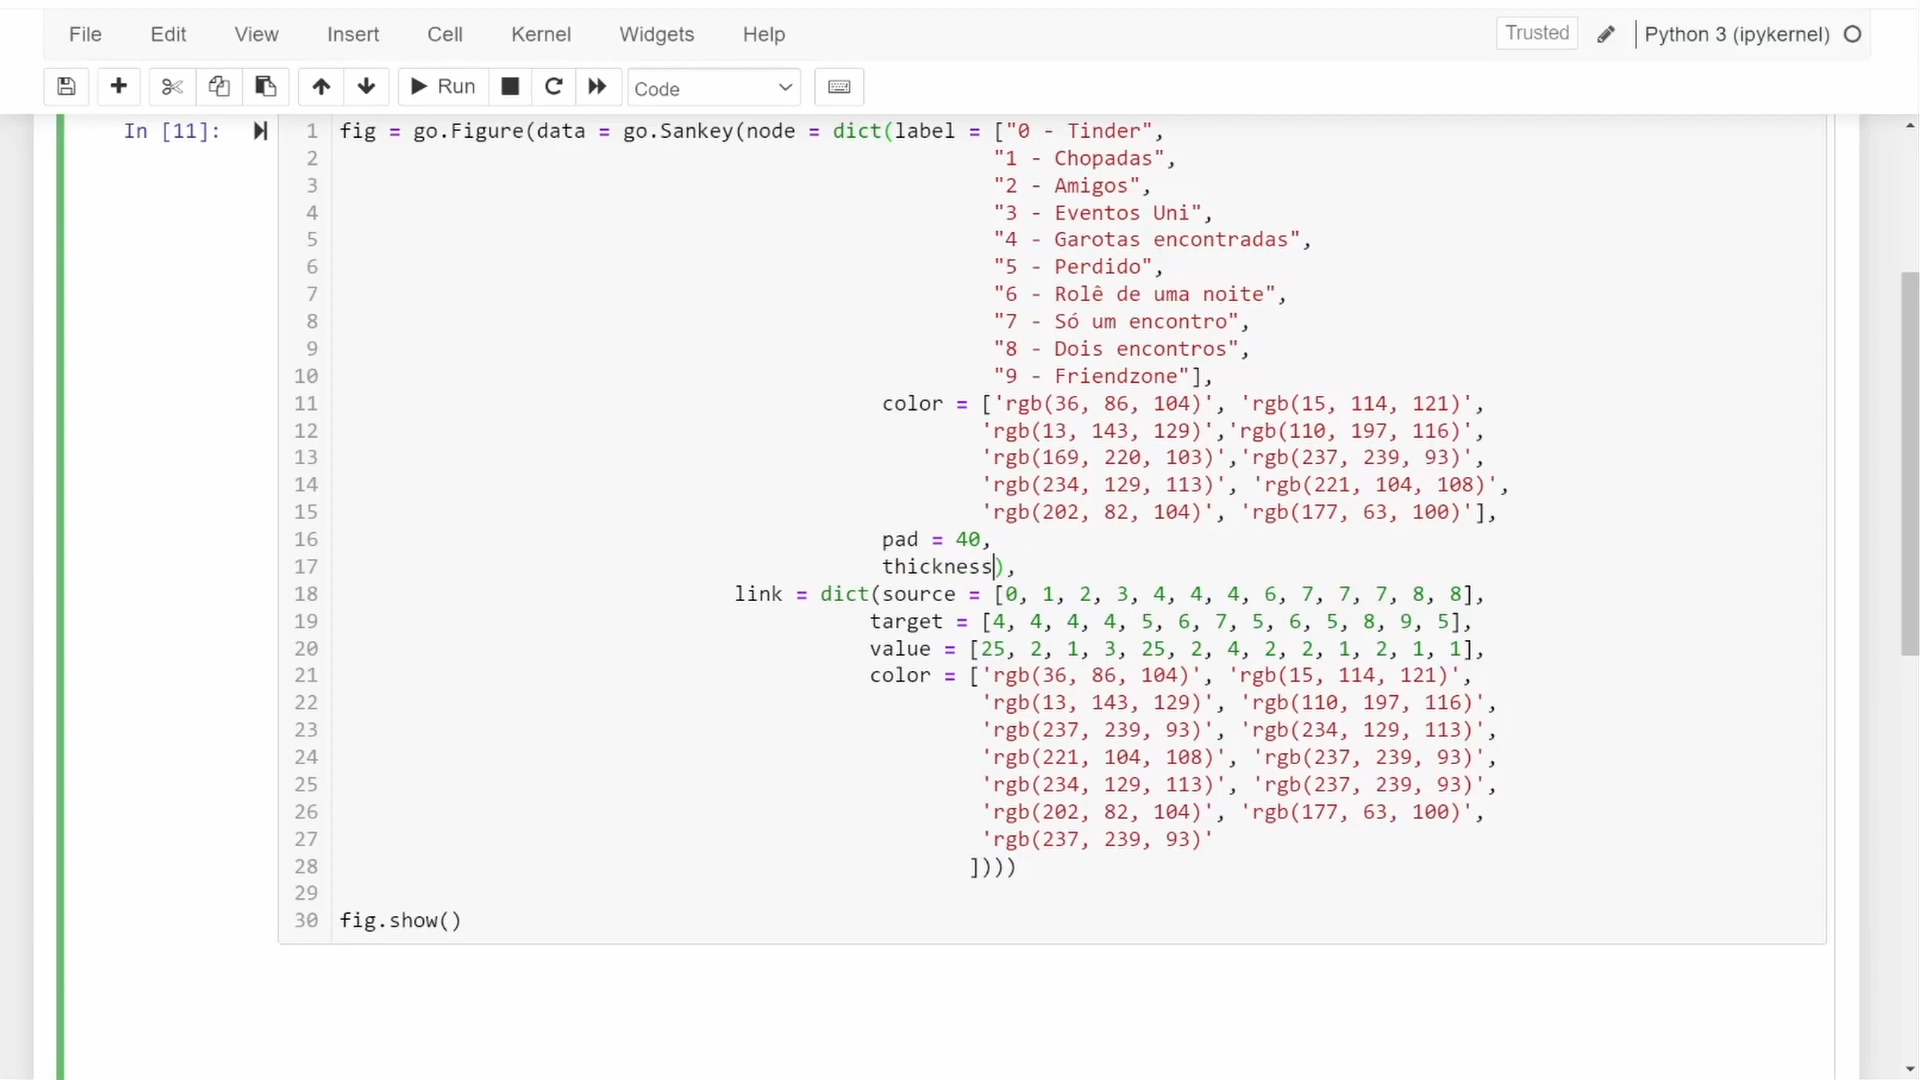 File Edit View Insert Cell Kernel Widgets Help Trusted Python 3 (ipykernel)
Run Code
In [11]:
1 fig = go.Figure(data = go.Sankey(node = dict(label = ["0 - Tinder",
2 "1 - Chopadas",
3 "2 - Amigos",
4 "3 - Eventos Uni",
5 "4 - Garotas encontradas",
6 "5 - Perdido",
7 "6 - Rolê de uma noite",
8 "7 - Só um encontro",
9 "8 - Dois encontros",
10 "9 - Friendzone"],
11 color = ['rgb(36, 86, 104)', 'rgb(15, 114, 121)',
12 'rgb(13, 143, 129)','rgb(110, 197, 116)',
13 'rgb(169, 220, 103)','rgb(237, 239, 93)',
14 'rgb(234, 129, 113)', 'rgb(221, 104, 108)',
15 'rgb(202, 82, 104)', 'rgb(177, 63, 100)'],
16 pad = 40,
17 thickness),
18 link = dict(source = [0, 1, 2, 3, 4, 4, 4, 6, 7, 7, 7, 8, 8],
19 target = [4, 4, 4, 4, 5, 6, 7, 5, 6, 5, 8, 9, 5],
20 value = [25, 2, 1, 3, 25, 2, 4, 2, 2, 1, 2, 1, 1],
21 color = ['rgb(36, 86, 104)', 'rgb(15, 114, 121)',
22 'rgb(13, 143, 129)', 'rgb(110, 197, 116)',
23 'rgb(237, 239, 93)', 'rgb(234, 129, 113)',
24 'rgb(221, 104, 108)', 'rgb(237, 239, 93)',
25 'rgb(234, 129, 113)', 'rgb(237, 239, 93)',
26 'rgb(202, 82, 104)', 'rgb(177, 63, 100)',
27 'rgb(237, 239, 93)'
28 ])))
29
30 fig.show()